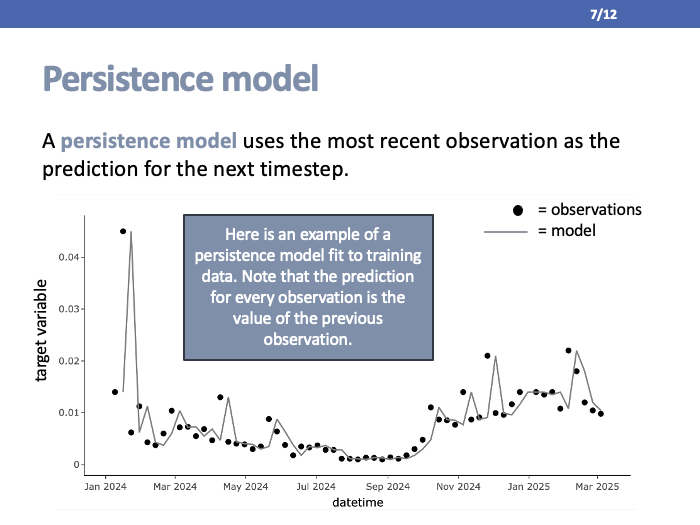 7/12
Persistence model
A persistence model uses the most recent observation as the
prediction for the next timestep.
= observations
= model
Here is an example of a
persistence model fit to training
data. Note that the prediction
for every observation is the
value of the previous
observation.
target variable
0.04
0.03
0.02
0.01
0
Jan 2024 Mar 2024 May 2024 Jul 2024 Sep 2024 Nov 2024 Jan 2025 Mar 2025
datetime